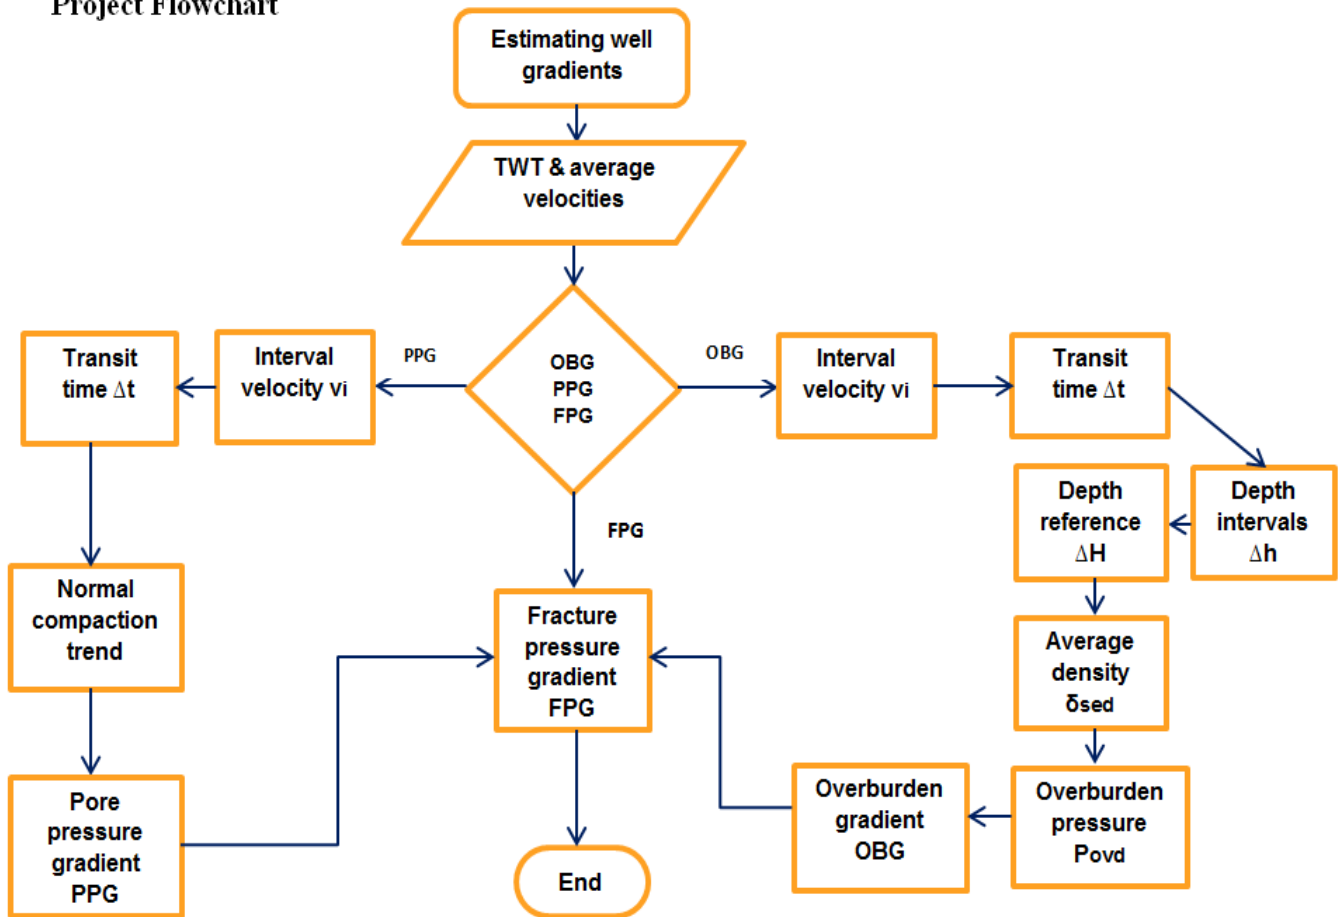 Project Flowchart
Estimating well
gradients
TWT & average
velocities
OBG
PPG
FPG
PPG
OBG
FPG
Interval
velocity vi
Transit
time Δt
Normal
compaction
trend
Pore
pressure
gradient
PPG
Interval
velocity vi
Transit
time Δt
Depth
intervals
Δh
Depth
reference
ΔH
Average
density
δsed
Overburden
pressure
Povd
Overburden
gradient
OBG
Fracture
pressure
gradient
FPG
End